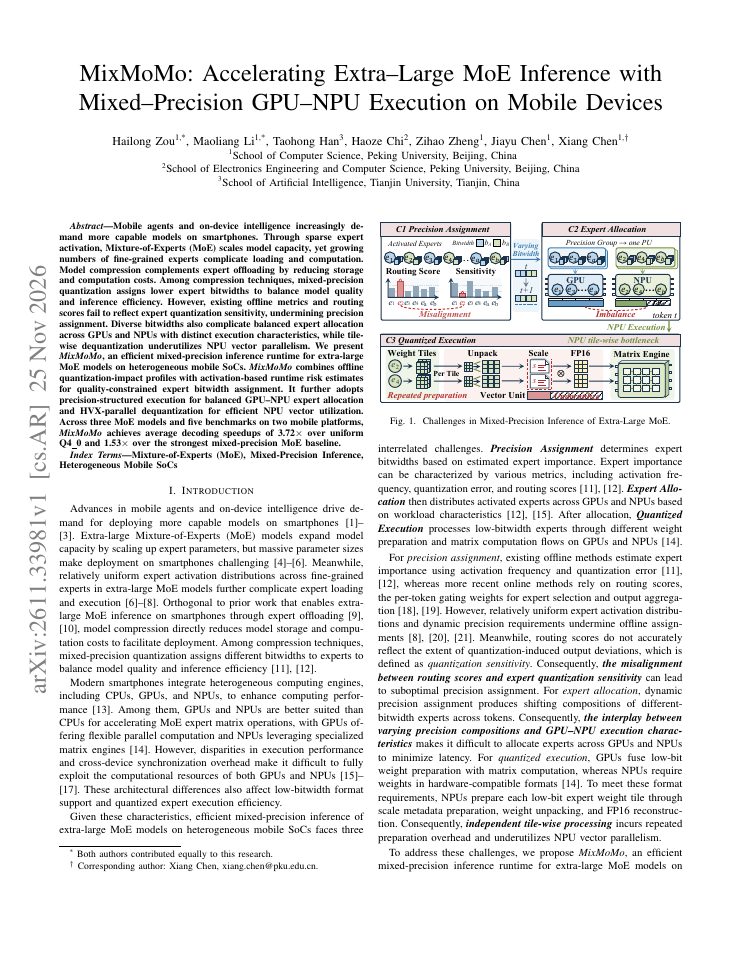 MixMoMo: Accelerating Extra–Large MoE Inference with
Mixed–Precision GPU–NPU Execution on Mobile Devices
Hailong Zou1,*, Maoliang Li1,*, Taohong Han3, Haoze Chi2, Zihao Zheng1, Jiayu Chen1, Xiang Chen1,†
1School of Computer Science, Peking University, Beijing, China
2School of Electronics Engineering and Computer Science, Peking University, Beijing, China
3School of Artificial Intelligence, Tianjin University, Tianjin, China
arXiv:2611.33981v1 [cs.AR] 25 Nov 2026
Abstract—Mobile agents and on-device intelligence increasingly de-
mand more capable models on smartphones. Through sparse expert
activation, Mixture-of-Experts (MoE) scales model capacity, yet growing
numbers of fine-grained experts complicate loading and computation.
Model compression complements expert offloading by reducing storage
and computation costs. Among compression techniques, mixed-precision
quantization assigns lower expert bitwidths to balance model quality
and inference efficiency. However, existing offline metrics and routing
scores fail to reflect expert quantization sensitivity, undermining precision
assignment. Diverse bitwidths also complicate balanced expert allocation
across GPUs and NPUs with distinct execution characteristics, while tile-
wise dequantization underutilizes NPU vector parallelism. We present
MixMoMo, an efficient mixed-precision inference runtime for extra-large
MoE models on heterogeneous mobile SoCs. MixMoMo combines offline
quantization-impact profiles with activation-based runtime risk estimates
for quality-constrained expert bitwidth assignment. It further adopts
precision-structured execution for balanced GPU–NPU expert allocation
and HVX-parallel dequantization for efficient NPU vector utilization.
Across three MoE models and five benchmarks on two mobile platforms,
MixMoMo achieves average decoding speedups of 3.72× over uniform
Q4_0 and 1.53× over the strongest mixed-precision MoE baseline.
Index Terms—Mixture-of-Experts (MoE), Mixed-Precision Inference,
Heterogeneous Mobile SoCs
I. INTRODUCTION
Advances in mobile agents and on-device intelligence drive de-
mand for deploying more capable models on smartphones [1]–
[3]. Extra-large Mixture-of-Experts (MoE) models expand model
capacity by scaling up expert parameters, but massive parameter sizes
make deployment on smartphones challenging [4]–[6]. Meanwhile,
relatively uniform expert activation distributions across fine-grained
experts in extra-large MoE models further complicate expert loading
and execution [6]–[8]. Orthogonal to prior work that enables extra-
large MoE inference on smartphones through expert offloading [9],
[10], model compression directly reduces model storage and compu-
tation costs to facilitate deployment. Among compression techniques,
mixed-precision quantization assigns different bitwidths to experts to
balance model quality and inference efficiency [11], [12].
Modern smartphones integrate heterogeneous computing engines,
including CPUs, GPUs, and NPUs, to enhance computing perfor-
mance [13]. Among them, GPUs and NPUs are better suited than
CPUs for accelerating MoE expert matrix operations, with GPUs of-
fering flexible parallel computation and NPUs leveraging specialized
matrix engines [14]. However, disparities in execution performance
and cross-device synchronization overhead make it difficult to fully
exploit the computational resources of both GPUs and NPUs [15]–
[17]. These architectural differences also affect low-bitwidth format
support and quantized expert execution efficiency.
Given these characteristics, efficient mixed-precision inference of
extra-large MoE models on heterogeneous mobile SoCs faces three
* Both authors contributed equally to this research.
† Corresponding author: Xiang Chen, xiang.chen@pku.edu.cn.
C1 Precision Assignment
Activated Experts Bitwidth
Routing Score Sensitivity
Misalignment
Varying
Bitwidth
t
t+1
C2 Expert Allocation
Precision Group → one PU
GPU NPU
Imbalance token t
NPU Execution
C3 Quantized Execution NPU tile-wise bottleneck
Weight Tiles Unpack Scale FP16 Matrix Engine
Per Tile
Repeated preparation Vector Unit
Fig. 1. Challenges in Mixed-Precision Inference of Extra-Large MoE.
interrelated challenges. Precision Assignment determines expert
bitwidths based on estimated expert importance. Expert importance
can be characterized by various metrics, including activation fre-
quency, quantization error, and routing scores [11], [12]. Expert Allo-
cation then distributes activated experts across GPUs and NPUs based
on workload characteristics [12], [15]. After allocation, Quantized
Execution processes low-bitwidth experts through different weight
preparation and matrix computation flows on GPUs and NPUs [14].
For precision assignment, existing offline methods estimate expert
importance using activation frequency and quantization error [11],
[12], whereas more recent online methods rely on routing scores,
the per-token gating weights for expert selection and output aggrega-
tion [18], [19]. However, relatively uniform expert activation distribu-
tions and dynamic precision requirements undermine offline assign-
ments [8], [20], [21]. Meanwhile, routing scores do not accurately
reflect the extent of quantization-induced output deviations, which is
defined as quantization sensitivity. Consequently, the misalignment
between routing scores and expert quantization sensitivity can lead
to suboptimal precision assignment. For expert allocation, dynamic
precision assignment produces shifting compositions of different-
bitwidth experts across tokens. Consequently, the interplay between
varying precision compositions and GPU–NPU execution charac-
teristics makes it difficult to allocate experts across GPUs and NPUs
to minimize latency. For quantized execution, GPUs fuse low-bit
weight preparation with matrix computation, whereas NPUs require
weights in hardware-compatible formats [14]. To meet these format
requirements, NPUs prepare each low-bit expert weight tile through
scale metadata preparation, weight unpacking, and FP16 reconstruc-
tion. Consequently, independent tile-wise processing incurs repeated
preparation overhead and underutilizes NPU vector parallelism.
To address these challenges, we propose MixMoMo, an efficient
mixed-precision inference runtime for extra-large MoE models on